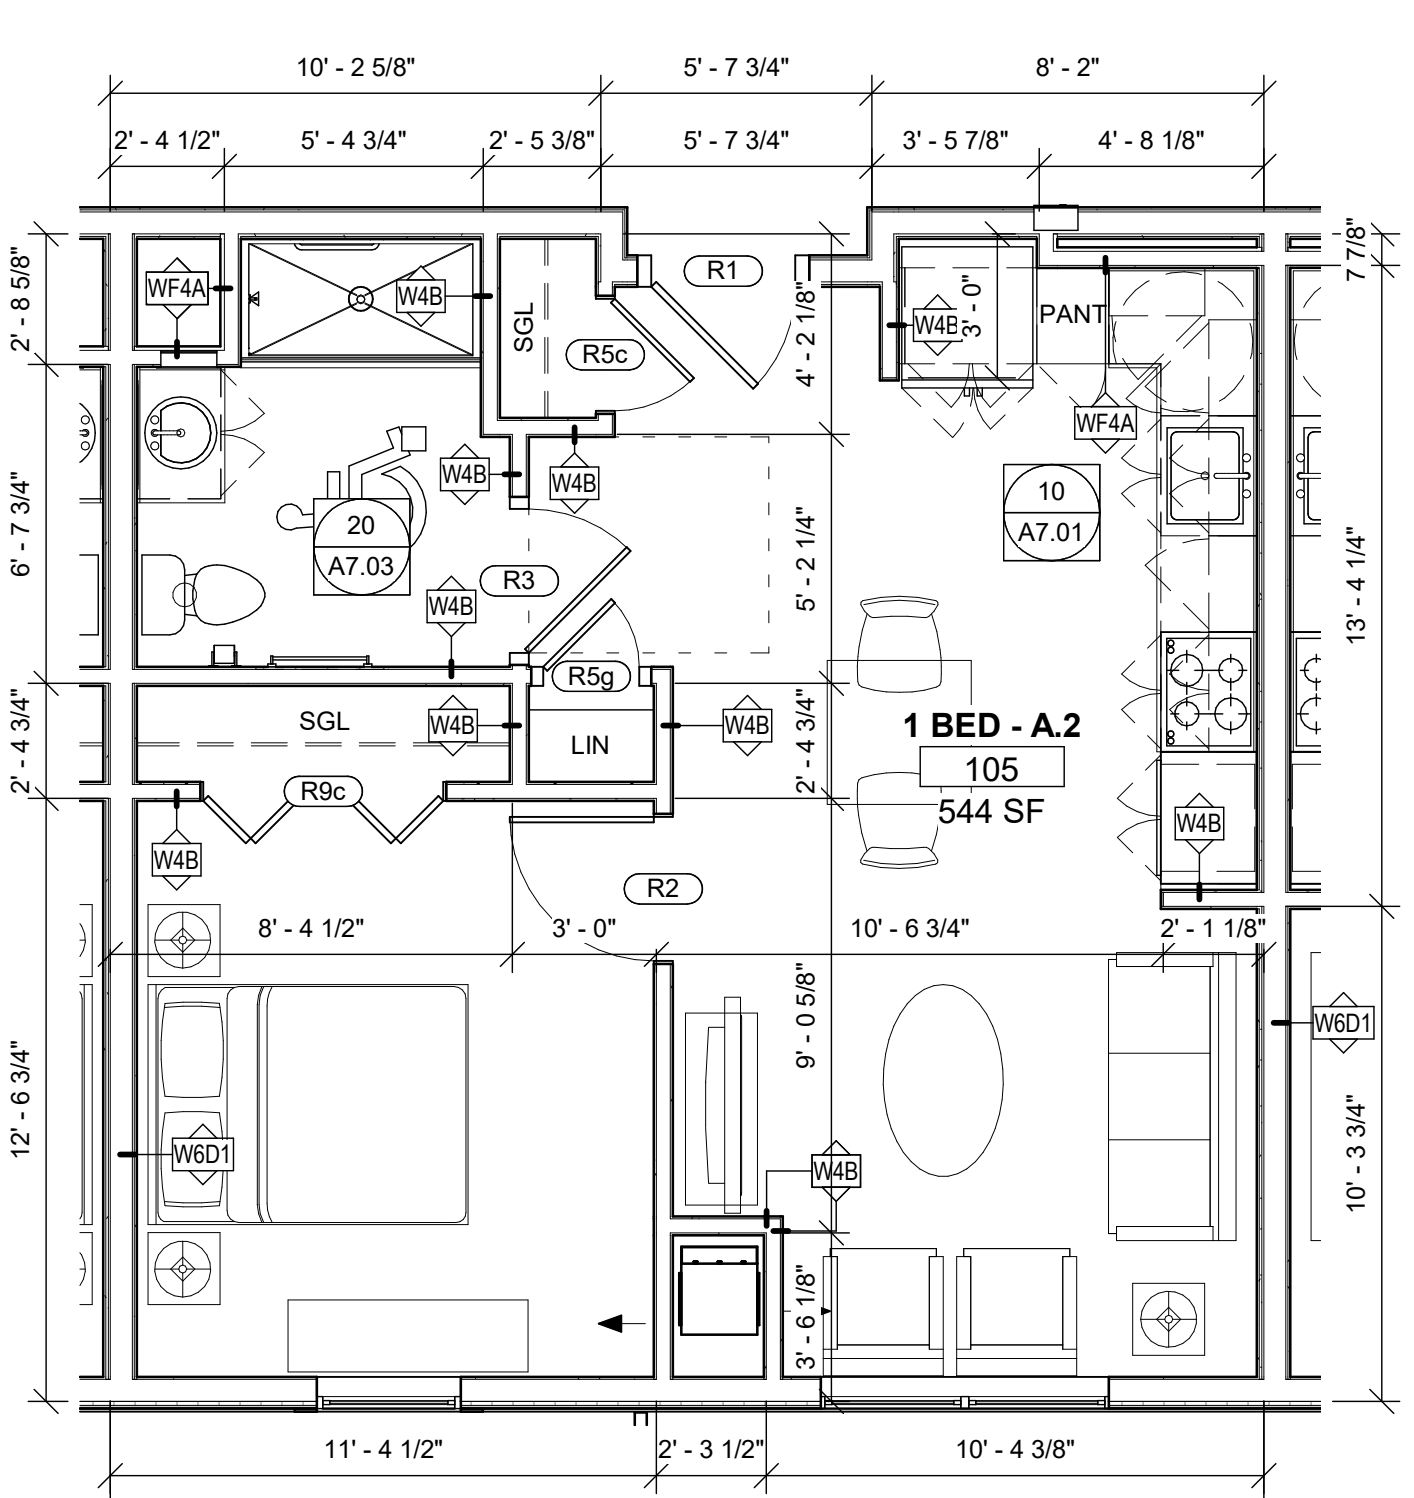 10' - 2 5/8" 5' - 7 3/4" 8' - 2"
2' - 4 1/2" 5' - 4 3/4" 2' - 5 3/8" 5' - 7 3/4" 3' - 5 7/8" 4' - 8 1/8"
2' - 8 5/8"
7 7/8"
WF4A
W4B
SGL
R1
R5c
4' - 2 1/8"
W4B
3' - 0"
PANT
WF4A
6' - 7 3/4"
W4B
W4B
20
A7.03
R3
W4B
5' - 2 1/4"
10
A7.01
13' - 4 1/4"
2' - 4 3/4"
SGL
W4B
R5g
LIN
W4B
2' - 4 3/4"
1 BED - A.2
105
544 SF
R9c
W4B
W4B
R2
8' - 4 1/2" 3' - 0" 10' - 6 3/4" 2' - 1 1/8"
12' - 6 3/4"
9' - 0 5/8"
W6D1
W6D1
W4B
10' - 3 3/4"
3' - 6 1/8"
11' - 4 1/2" 2' - 3 1/2" 10' - 4 3/8"